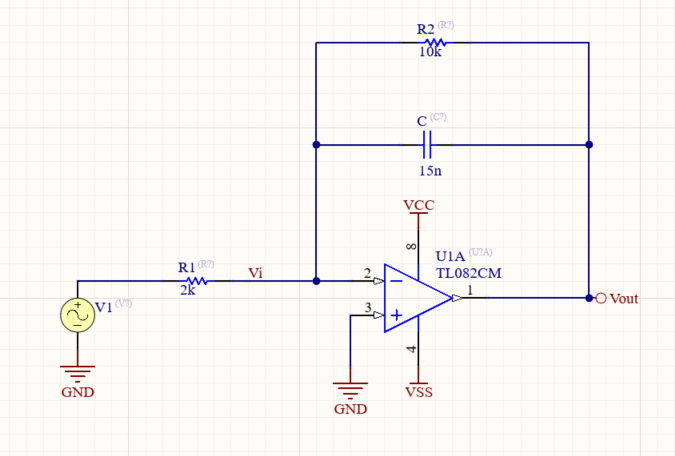 R2 (R?)
10k
C (C?)
15n
VCC
8
U1A (U?A)
TL082CM
R1 (R?)
2k
Vi
2
1
Vout
V1 (V?)
3
4
GND
GND
VSS